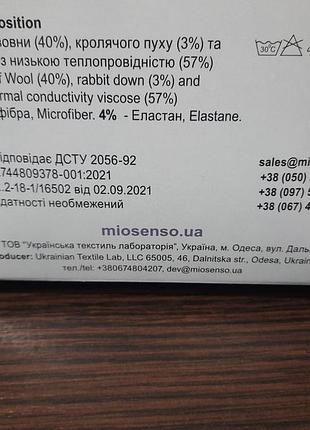 position
вовни (40%), кролячого пуху (3%) та
з низькою теплопровідністю (57%)
f Wool (40%), rabbit down (3%) and
rmal conductivity viscose (57%)
фібра, Microfiber. 4% - Еластан, Elastane.
30°C
ідповідає ДСТУ 2056-92
744809378-001:2021
.2-18-1/16502 від 02.09.2021
датності необмежений
sales@mi
+38 (050)
+38 (097) 5
+38 (067) 4
miosenso.ua
ТОВ "Українська текстиль лабораторія", Україна, м. Одеса, вул. Даль
oducer: Ukrainian Textile Lab, LLC 65005, 46, Dalnitska str., Odesa, Ukrain
тел./tel: +380674804207, dev@miosenso.ua